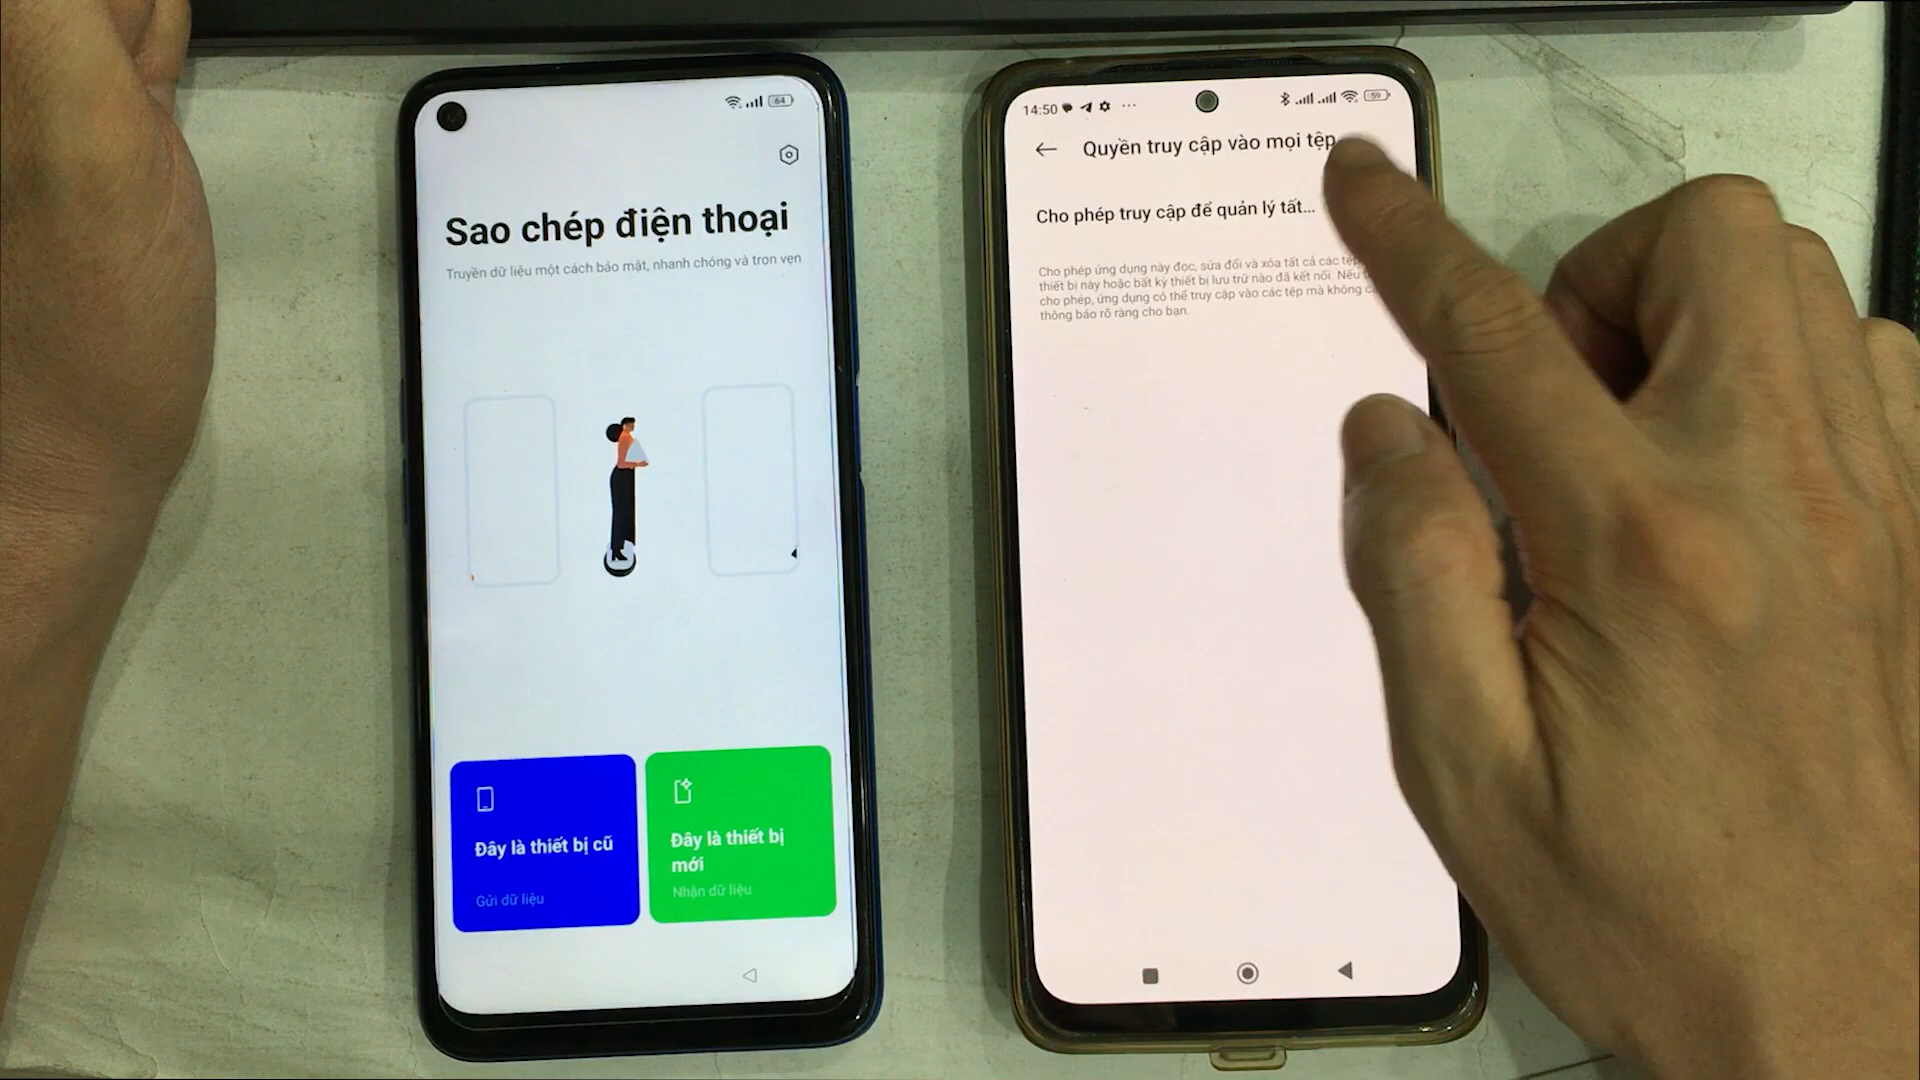 64
Sao chép điện thoại
Truyền dữ liệu một cách bảo mật, nhanh chóng và trọn vẹn
Đây là thiết bị cũ
Gửi dữ liệu
Đây là thiết bị
mới
Nhận dữ liệu
14:50
59
Quyền truy cập vào mọi tệp
Cho phép truy cập để quản lý tất...
Cho phép ứng dụng này đọc, sửa đổi và xóa tất cả các tệp
thiết bị này hoặc bất kỳ thiết bị lưu trữ nào đã kết nối. Nếu
cho phép, ứng dụng có thể truy cập vào các tệp mà không
thông báo rõ ràng cho bạn.